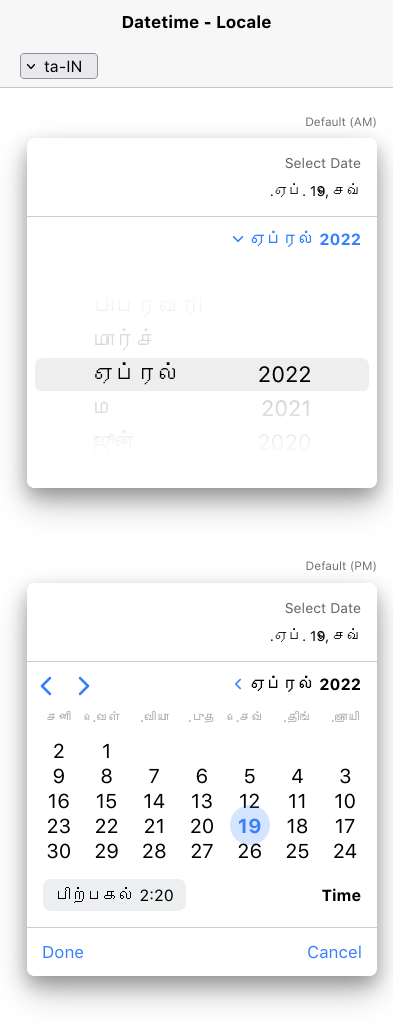 Datetime - Locale
ta-IN
Default (AM)
Select Date
செவ்., ஏப். 19
ஏப்ரல் 2022
பிப்ரவரி
மார்ச்
ஏப்ரல் 2022
மே 2021
ஜூன் 2020
Default (PM)
Select Date
செவ்., ஏப். 19
ஏப்ரல் 2022
சனி வெள். வியா. புத. செவ். திங். ஞாயி.
2 1
9 8 7 6 5 4 3
16 15 14 13 12 11 10
23 22 21 20 19 18 17
30 29 28 27 26 25 24
பிற்பகல் 2:20 Time
Done Cancel